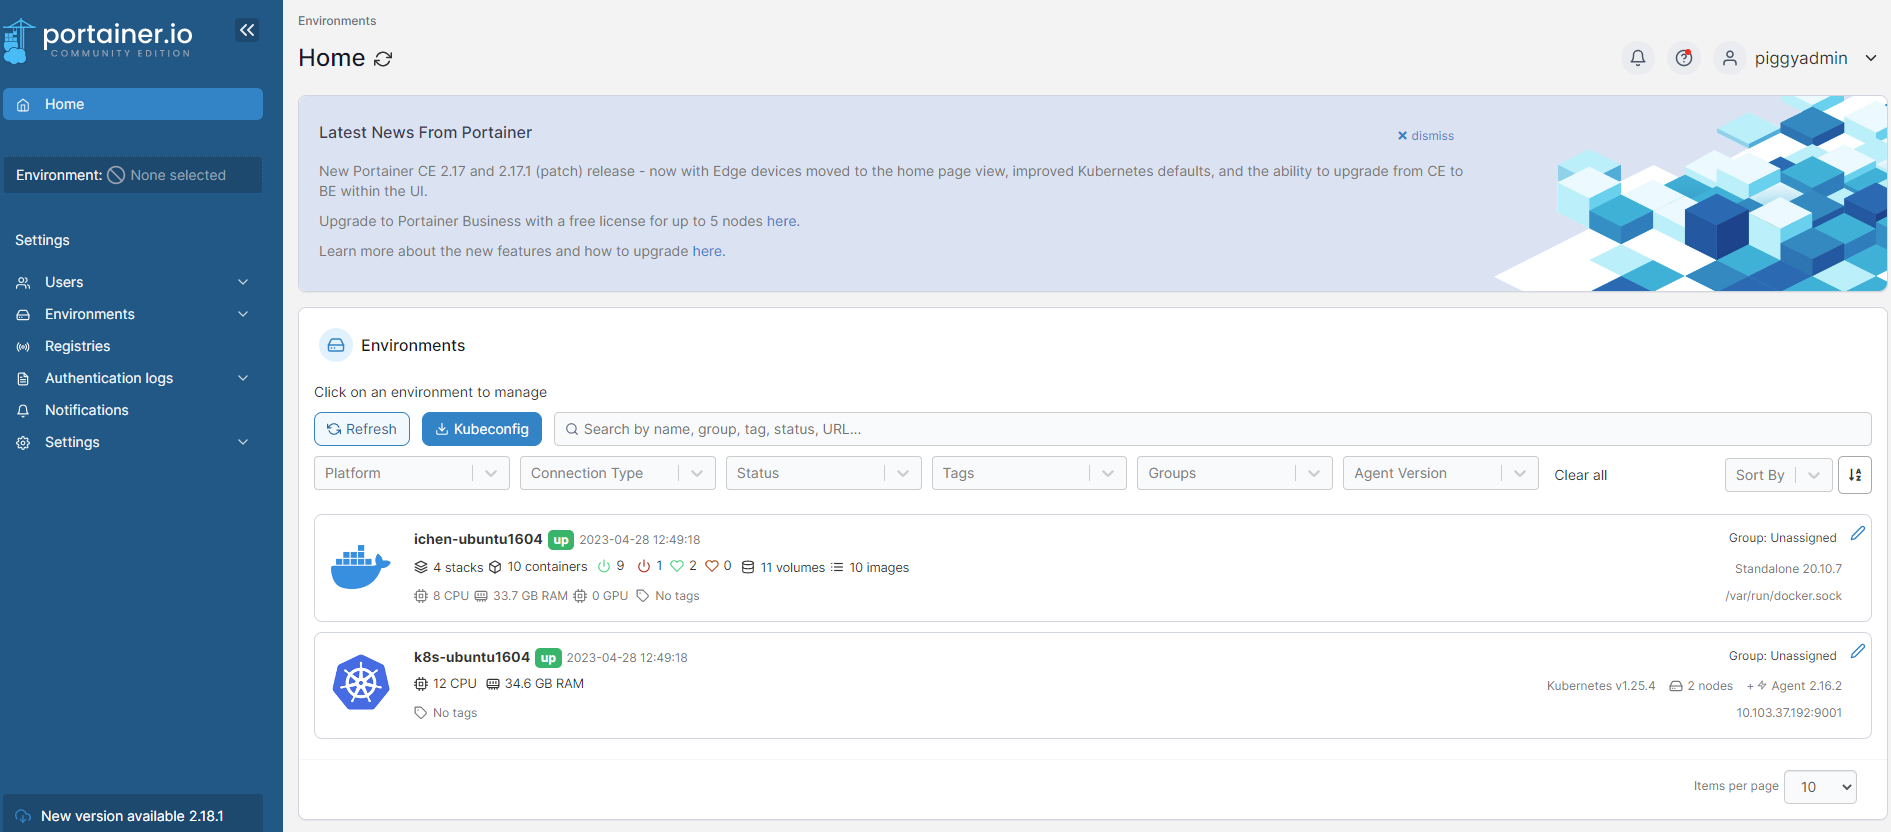 portainer.io
COMMUNITY EDITION
Home
Environment: None selected
Settings
Users
Environments
Registries
Authentication logs
Notifications
Settings
New version available 2.18.1
Environments
Home
piggyadmin
Latest News From Portainer
dismiss
New Portainer CE 2.17 and 2.17.1 (patch) release - now with Edge devices moved to the home page view, improved Kubernetes defaults, and the ability to upgrade from CE to
BE within the UI.
Upgrade to Portainer Business with a free license for up to 5 nodes here.
Learn more about the new features and how to upgrade here.
Environments
Click on an environment to manage
Refresh
Kubeconfig
Search by name, group, tag, status, URL...
Platform
Connection Type
Status
Tags
Groups
Agent Version
Clear all
Sort By
ichen-ubuntu1604 up 2023-04-28 12:49:18
Group: Unassigned
4 stacks 10 containers 9 1 2 0 11 volumes 10 images
Standalone 20.10.7
8 CPU 33.7 GB RAM 0 GPU No tags
/var/run/docker.sock
k8s-ubuntu1604 up 2023-04-28 12:49:18
Group: Unassigned
12 CPU 34.6 GB RAM
Kubernetes v1.25.4 2 nodes + Agent 2.16.2
No tags
10.103.37.192:9001
Items per page 10